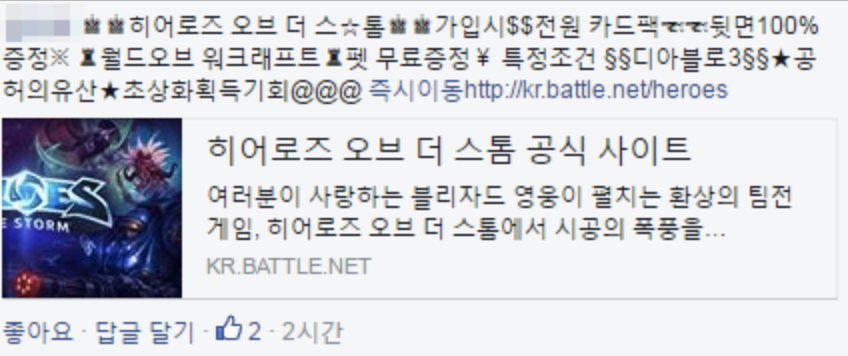 ♛♛히어로즈 오브 더 스☆톰♛♛가입시$$전원 카드팩☜☜뒷면100%
증정※ ♜월드오브 워크래프트♜펫 무료증정¥ 특정조건 §§디아블로3§§★공
허의유산★초상화획득기회@@@ 즉시이동http://kr.battle.net/heroes
히어로즈 오브 더 스톰 공식 사이트
여러분이 사랑하는 블리자드 영웅이 펼치는 환상의 팀전
게임, 히어로즈 오브 더 스톰에서 시공의 폭풍을...
KR.BATTLE.NET
OES
E STORM
좋아요 · 답글 달기 · 2 · 2시간